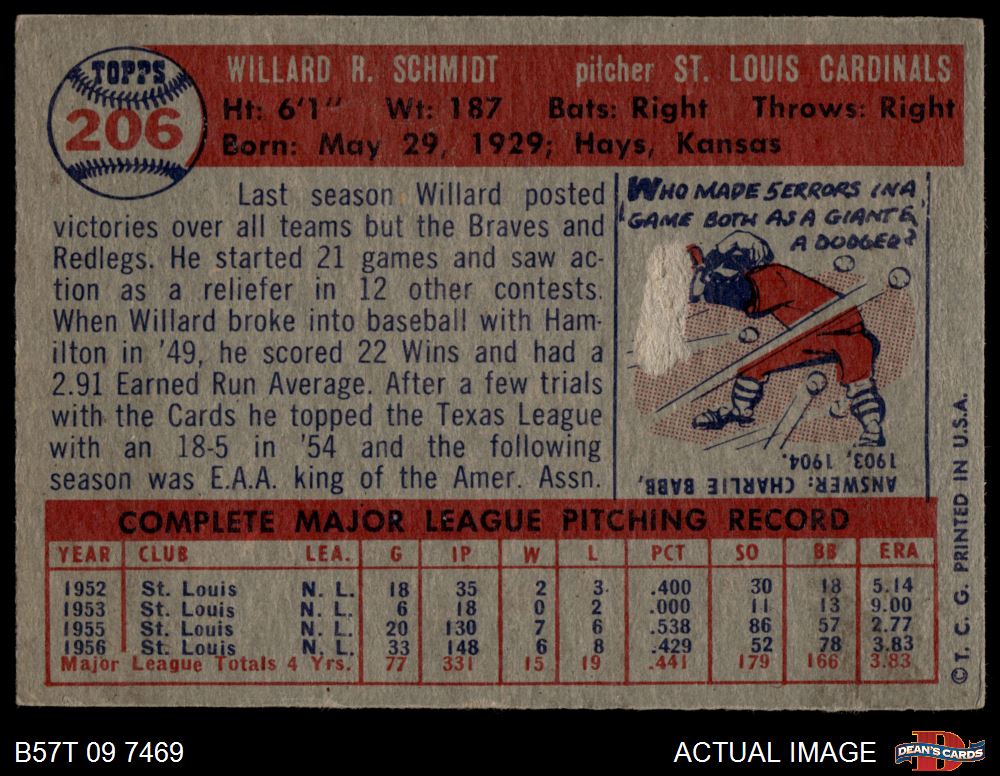 TOPPS
206
WILLARD R. SCHMIDT pitcher ST. LOUIS CARDINALS
Ht: 6'1" Wt: 187 Bats: Right Throws: Right
Born: May 29, 1929; Hays, Kansas
Last season Willard posted
victories over all teams but the Braves and
Redlegs. He started 21 games and saw ac-
tion as a reliefer in 12 other contests.
When Willard broke into baseball with Ham-
ilton in '49, he scored 22 Wins and had a
2.91 Earned Run Average. After a few trials
with the Cards he topped the Texas League
with an 18-5 in '54 and the following
season was E.A.A. king of the Amer. Assn.
WHO MADE 5 ERRORS IN A
GAME BOTH AS A GIANT &
A DODGER?
ANSWER: CHARLIE BABB,
1903, 1904.
COMPLETE MAJOR LEAGUE PITCHING RECORD
YEAR CLUB LEA. G IP W L PCT SO BB ERA
1952 St. Louis N. L. 18 35 2 3 .400 30 18 5.14
1953 St. Louis N. L. 6 18 0 2 .000 11 13 9.00
1955 St. Louis N. L. 20 130 7 6 .538 86 57 2.77
1956 St. Louis N. L. 33 148 6 8 .429 52 78 3.83
Major League Totals 4 Yrs. 77 331 15 19 .441 179 166 3.83
© T. C. G. PRINTED IN U.S.A.
B57T 09 7469
ACTUAL IMAGE
D
DEAN'S CARDS